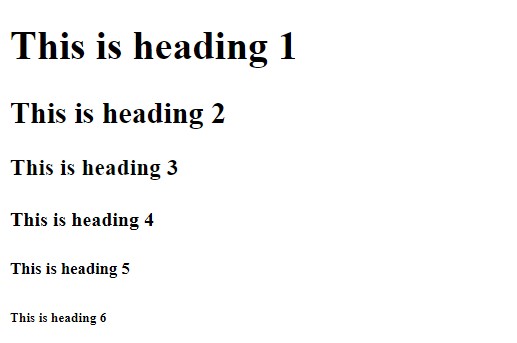 This is heading 1
This is heading 2
This is heading 3
This is heading 4
This is heading 5
This is heading 6